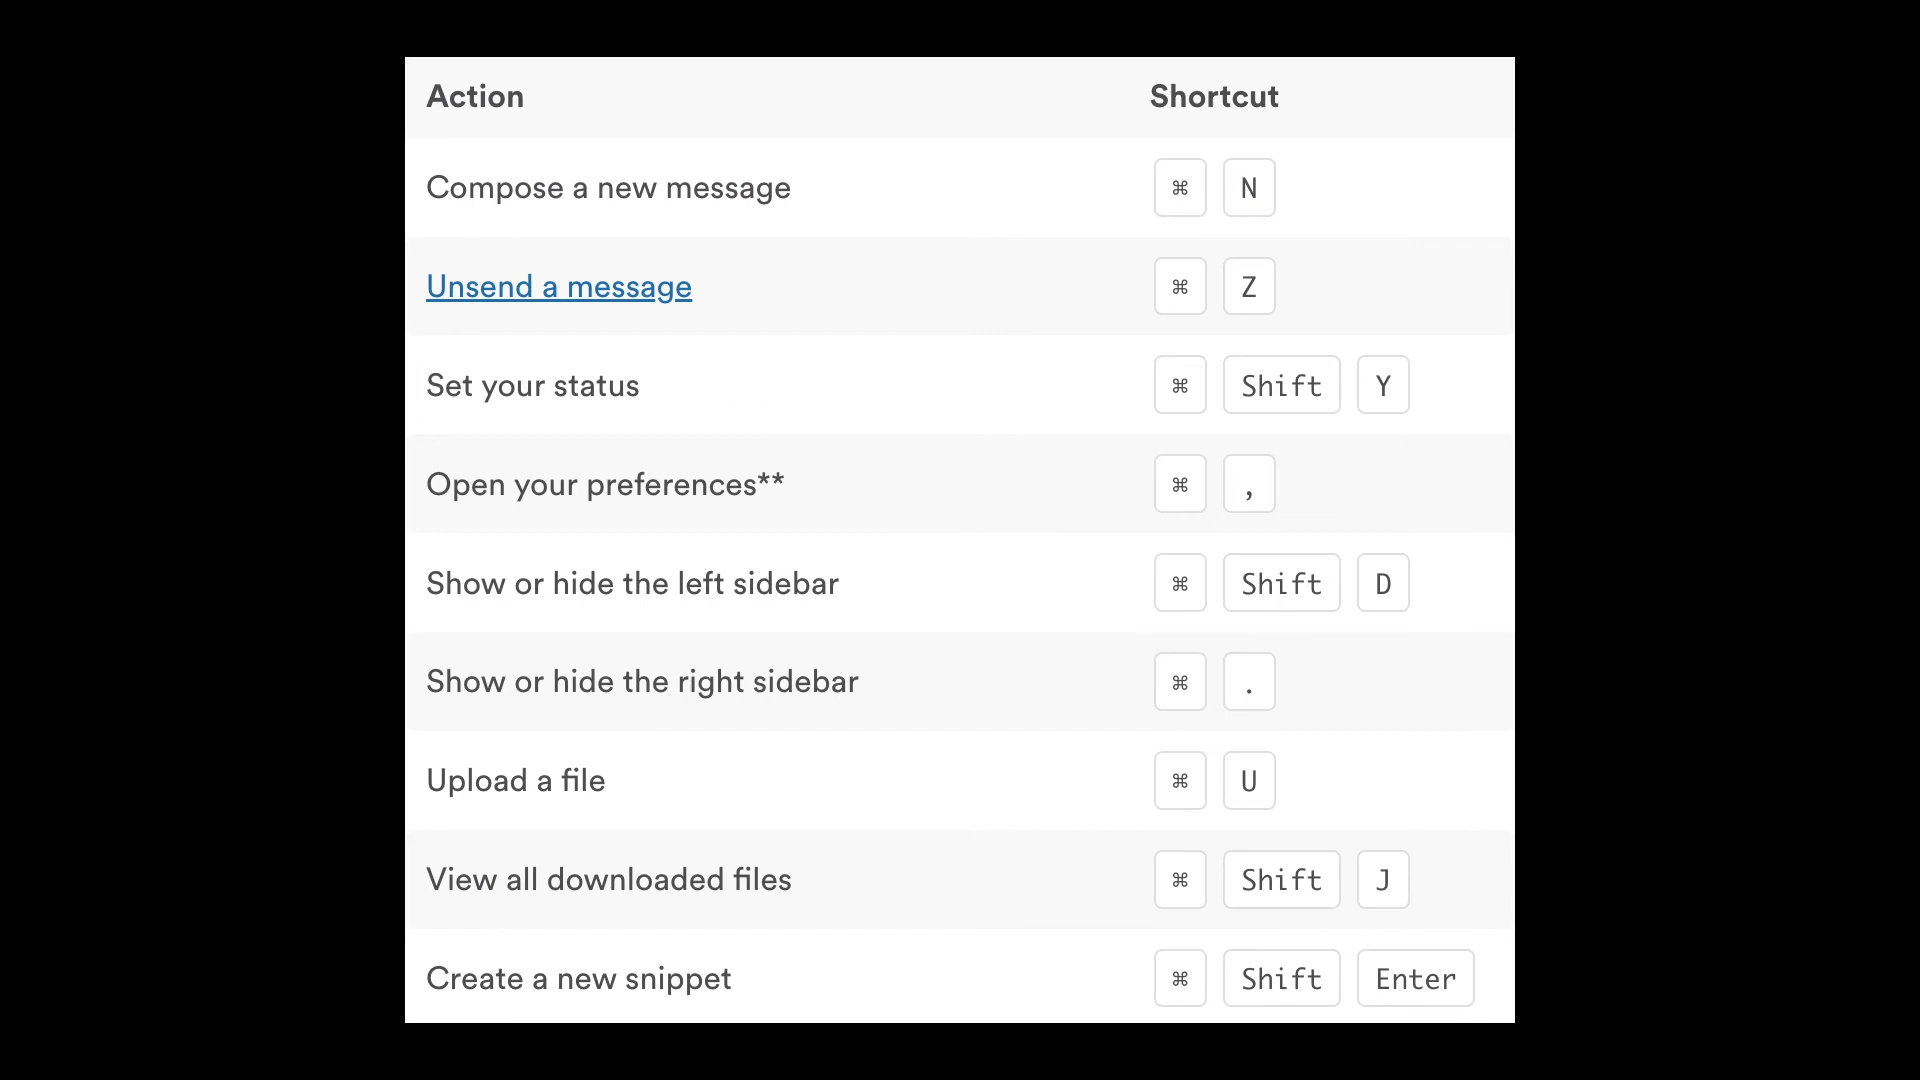 Action Shortcut
Compose a new message ⌘ N
Unsend a message ⌘ Z
Set your status ⌘ Shift Y
Open your preferences** ⌘ ,
Show or hide the left sidebar ⌘ Shift D
Show or hide the right sidebar ⌘ .
Upload a file ⌘ U
View all downloaded files ⌘ Shift J
Create a new snippet ⌘ Shift Enter